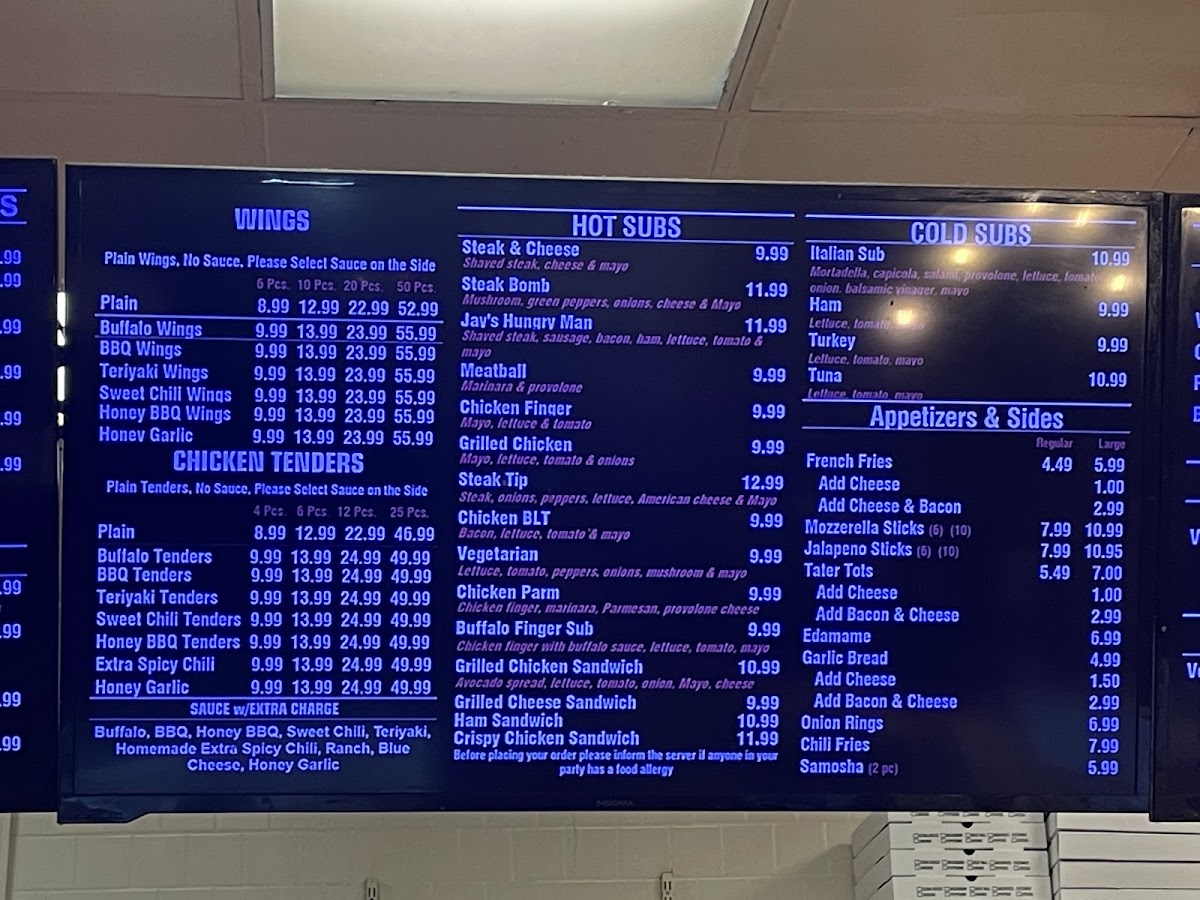 S
.99
.99
.99
.99
.99
.99
.99
.99
.99
.99
WINGS
Plain Wings, No Sauce, Please Select Sauce on the Side
6 Pcs. 10 Pcs. 20 Pcs. 50 Pcs.
Plain 8.99 12.99 22.99 52.99
Buffalo Wings 9.99 13.99 23.99 55.99
BBQ Wings 9.99 13.99 23.99 55.99
Teriyaki Wings 9.99 13.99 23.99 55.99
Sweet Chili Wings 9.99 13.99 23.99 55.99
Honey BBQ Wings 9.99 13.99 23.99 55.99
Honey Garlic 9.99 13.99 23.99 55.99
CHICKEN TENDERS
Plain Tenders, No Sauce, Please Select Sauce on the Side
4 Pcs. 6 Pcs. 12 Pcs. 25 Pcs.
Plain 8.99 12.99 22.99 46.99
Buffalo Tenders 9.99 13.99 24.99 49.99
BBQ Tenders 9.99 13.99 24.99 49.99
Teriyaki Tenders 9.99 13.99 24.99 49.99
Sweet Chili Tenders 9.99 13.99 24.99 49.99
Honey BBQ Tenders 9.99 13.99 24.99 49.99
Extra Spicy Chili 9.99 13.99 24.99 49.99
Honey Garlic 9.99 13.99 24.99 49.99
SAUCE w/EXTRA CHARGE
Buffalo, BBQ, Honey BBQ, Sweet Chili, Teriyaki,
Homemade Extra Spicy Chili, Ranch, Blue
Cheese, Honey Garlic
HOT SUBS
Steak & Cheese 9.99
Shaved steak, cheese & mayo
Steak Bomb 11.99
Mushroom, green peppers, onions, cheese & Mayo
Jay's Hungry Man 11.99
Shaved steak, sausage, bacon, ham, lettuce, tomato &
mayo
Meatball 9.99
Marinara & provolone
Chicken Finger 9.99
Mayo, lettuce & tomato
Grilled Chicken 9.99
Mayo, lettuce, tomato & onions
Steak Tip 12.99
Steak, onions, peppers, lettuce, American cheese & Mayo
Chicken BLT 9.99
Bacon, lettuce, tomato & mayo
Vegetarian 9.99
Lettuce, tomato, peppers, onions, mushroom & mayo
Chicken Parm 9.99
Chicken finger, marinara, Parmesan, provolone cheese
Buffalo Finger Sub 9.99
Chicken finger with buffalo sauce, lettuce, tomato, mayo
Grilled Chicken Sandwich 10.99
Avocado spread, lettuce, tomato, onion, Mayo, cheese
Grilled Cheese Sandwich 9.99
Ham Sandwich 10.99
Crispy Chicken Sandwich 11.99
Before placing your order please inform the server if anyone in your
party has a food allergy
COLD SUBS
Italian Sub 10.99
Mortadella, capicola, salami, provolone, lettuce, tomato,
onion, balsamic vinager, mayo
Ham 9.99
Lettuce, tomato,
Turkey 9.99
Lettuce, tomato, mayo
Tuna 10.99
Lettuce, tomato, mayo
Appetizers & Sides
Regular Large
French Fries 4.49 5.99
Add Cheese 1.00
Add Cheese & Bacon 2.99
Mozzerella Sticks (6) (10) 7.99 10.99
Jalapeno Sticks (6) (10) 7.99 10.95
Tater Tots 5.49 7.00
Add Cheese 1.00
Add Bacon & Cheese 2.99
Edamame 6.99
Garlic Bread 4.99
Add Cheese 1.50
Add Bacon & Cheese 2.99
Onion Rings 6.99
Chili Fries 7.99
Samosha (2 pc) 5.99
INSIGNIA